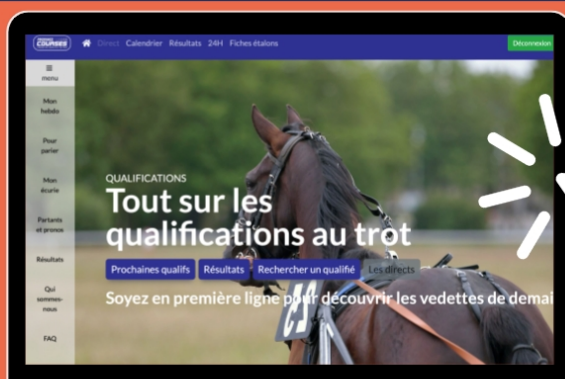 COURSES
Direct Calendrier Résultats 24H Fiches étalons
Déconnexion
menu
Mon
hebdo
Pour
parier
Mon
écurie
Partants
et pronos
Résultats
Qui
sommes-
nous
FAQ
QUALIFICATIONS
Tout sur les
qualifications au trot
Prochaines qualifs Résultats Rechercher un qualifié Les directs
Soyez en première ligne pour découvrir les vedettes de demai